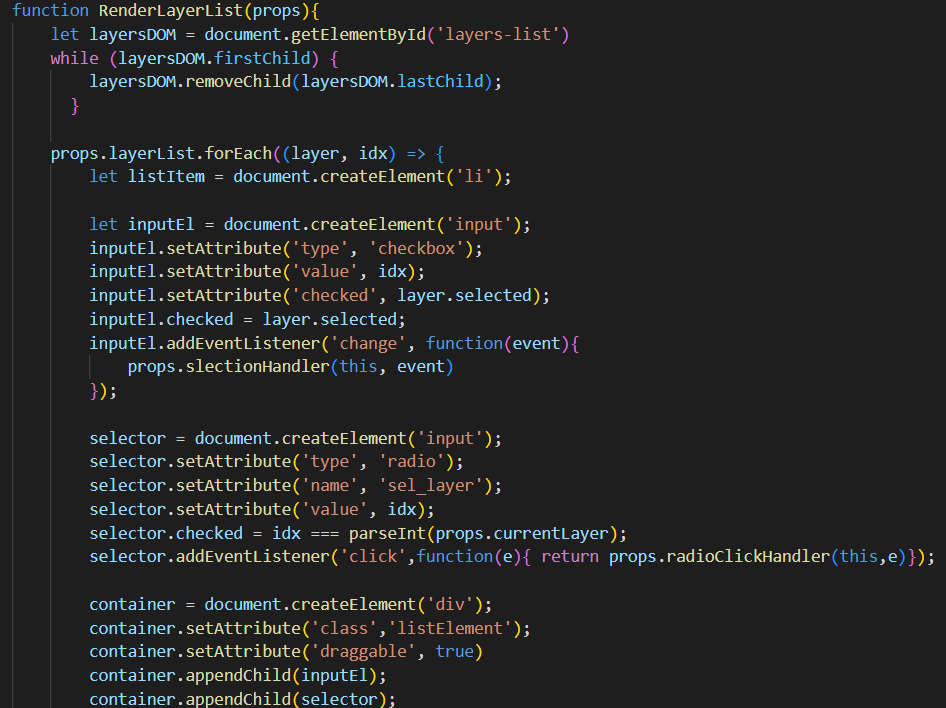 function RenderLayerList(props){
let layersDOM = document.getElementById('layers-list')
while (layersDOM.firstChild) {
layersDOM.removeChild(layersDOM.lastChild);
}
props.layerList.forEach((layer, idx) => {
let listItem = document.createElement('li');
let inputEl = document.createElement('input');
inputEl.setAttribute('type', 'checkbox');
inputEl.setAttribute('value', idx);
inputEl.setAttribute('checked', layer.selected);
inputEl.checked = layer.selected;
inputEl.addEventListener('change', function(event){
props.slectionHandler(this, event)
});
selector = document.createElement('input');
selector.setAttribute('type', 'radio');
selector.setAttribute('name', 'sel_layer');
selector.setAttribute('value', idx);
selector.checked = idx === parseInt(props.currentLayer);
selector.addEventListener('click',function(e){ return props.radioClickHandler(this,e)});
container = document.createElement('div');
container.setAttribute('class','listElement');
container.setAttribute('draggable', true)
container.appendChild(inputEl);
container.appendChild(selector);